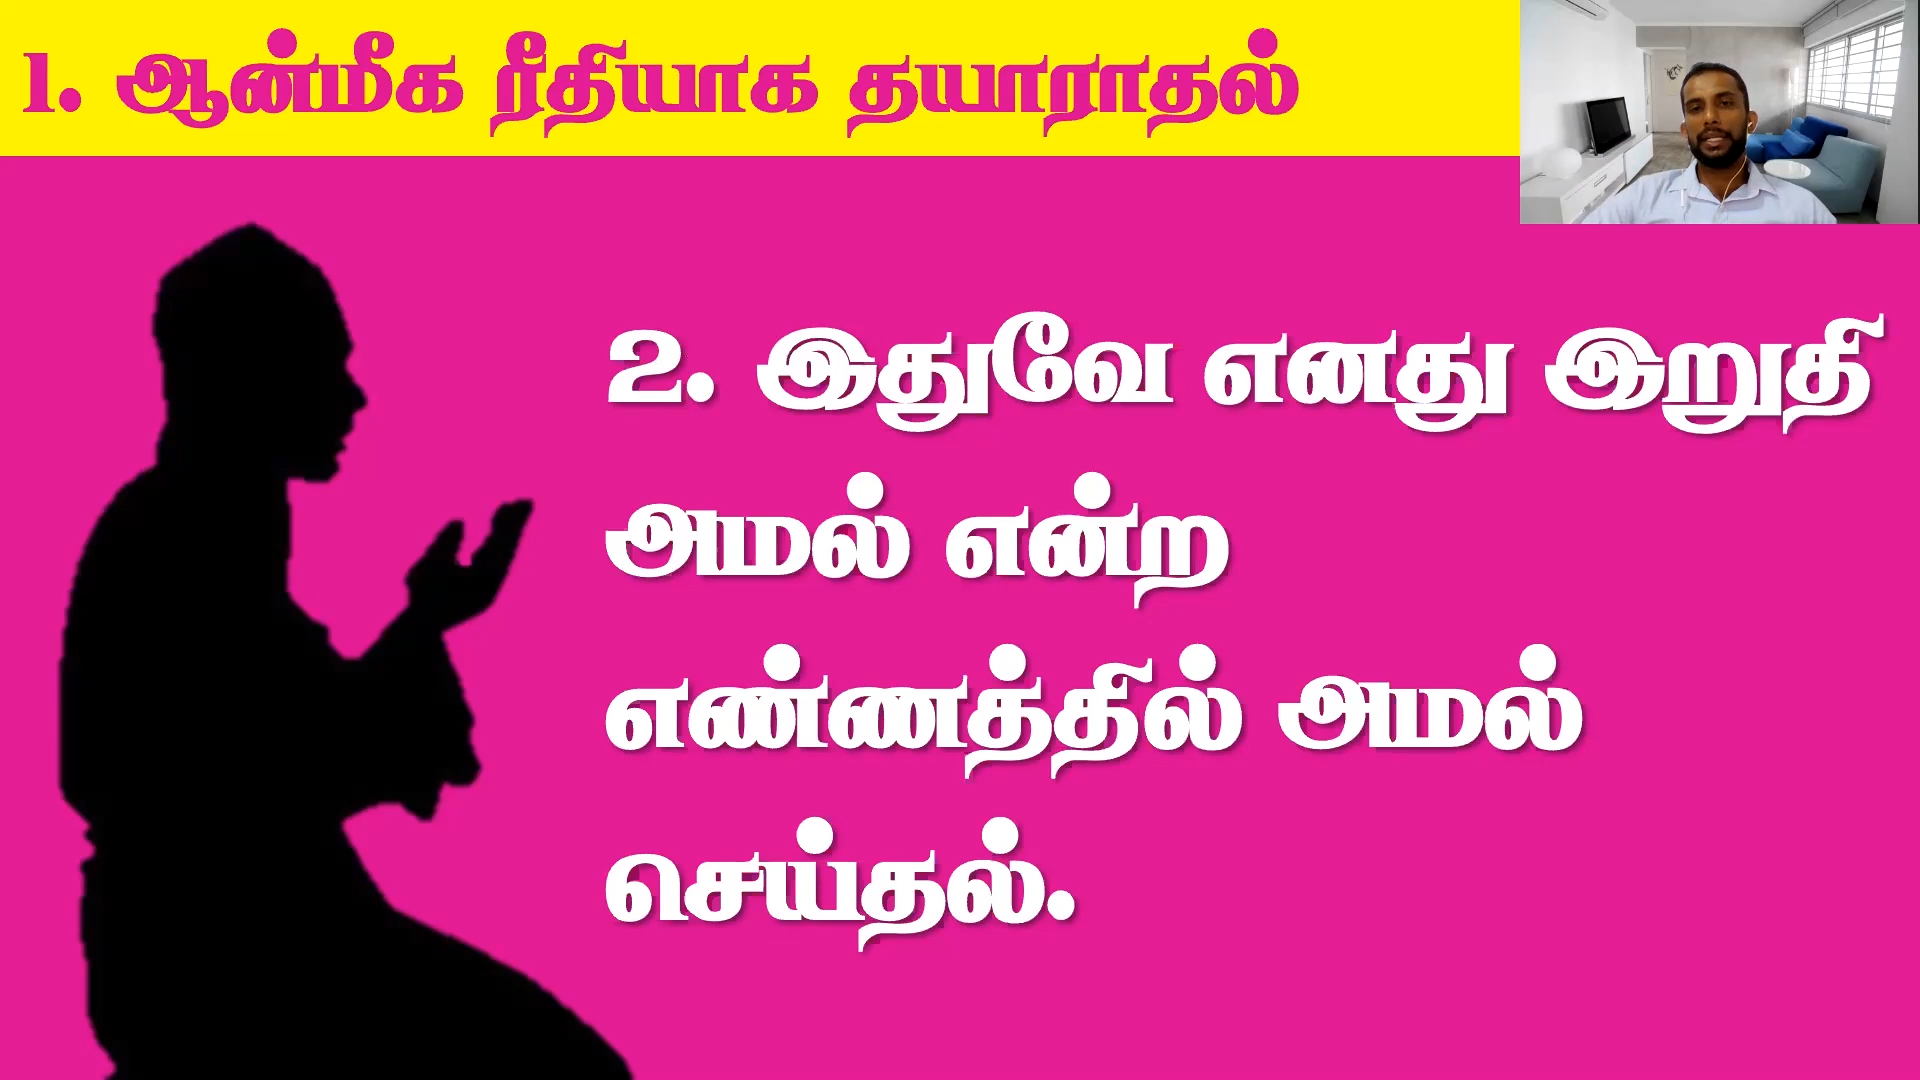 1. ஆன்மீக ரீதியாக தயாராதல்
2. இதுவே எனது இறுதி
அமல் என்ற
எண்ணத்தில் அமல்
செய்தல்.